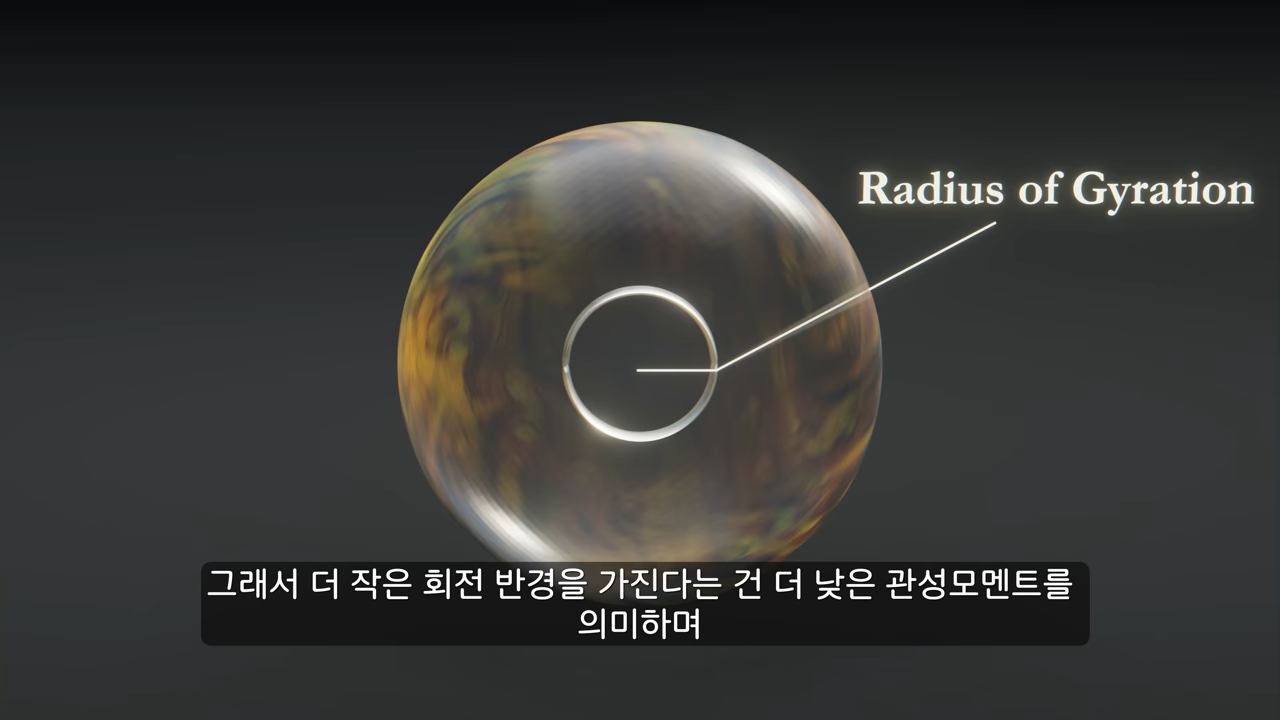 Radius of Gyration
그래서 더 작은 회전 반경을 가진다는 건 더 낮은 관성모멘트를
의미하며